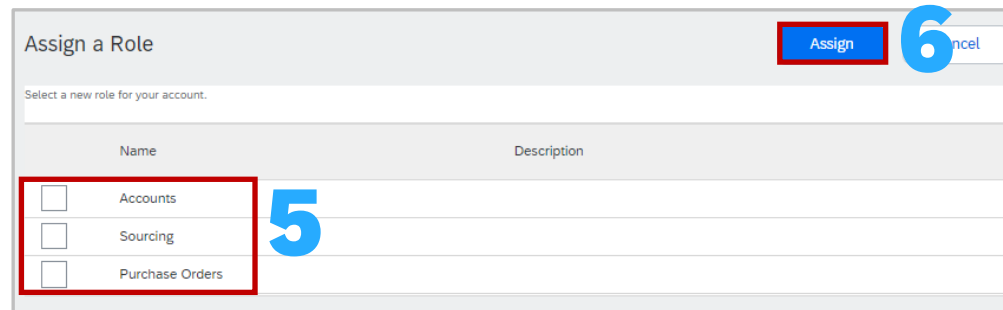 Assign a Role
Assign
6
ncel
Select a new role for your account.
Name Description
Accounts
5
Sourcing
Purchase Orders